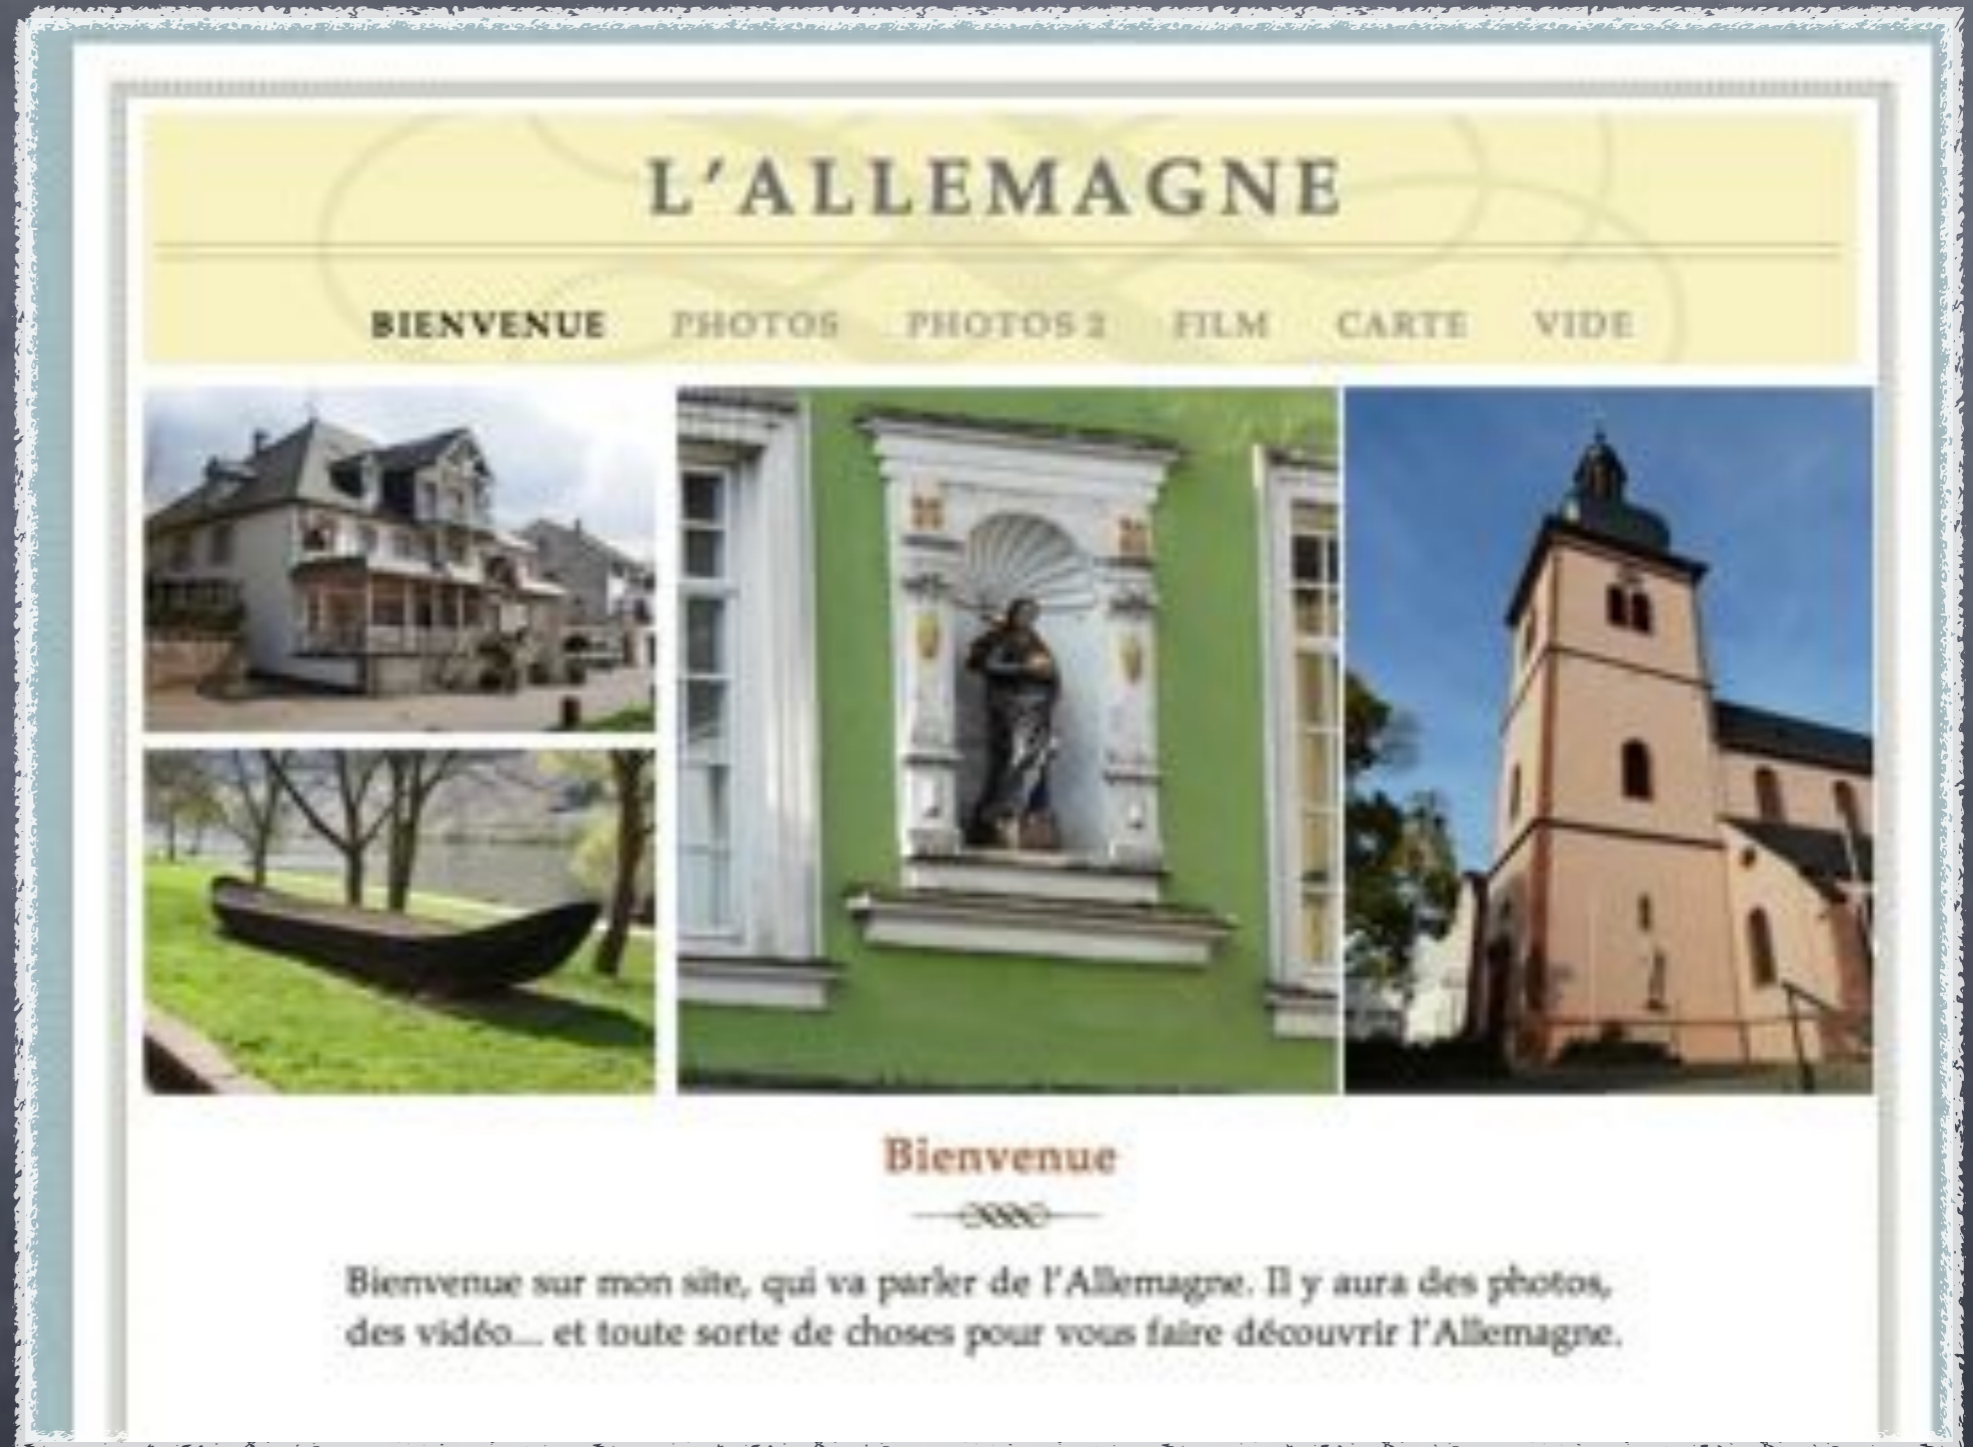 L'ALLEMAGNE
BIENVENUE PHOTOS PHOTOS 2 FILM CARTE VIDE
Bienvenue
Bienvenue sur mon site, qui va parler de l'Allemagne. Il y aura des photos,
des vidéo... et toute sorte de choses pour vous faire découvrir l'Allemagne.